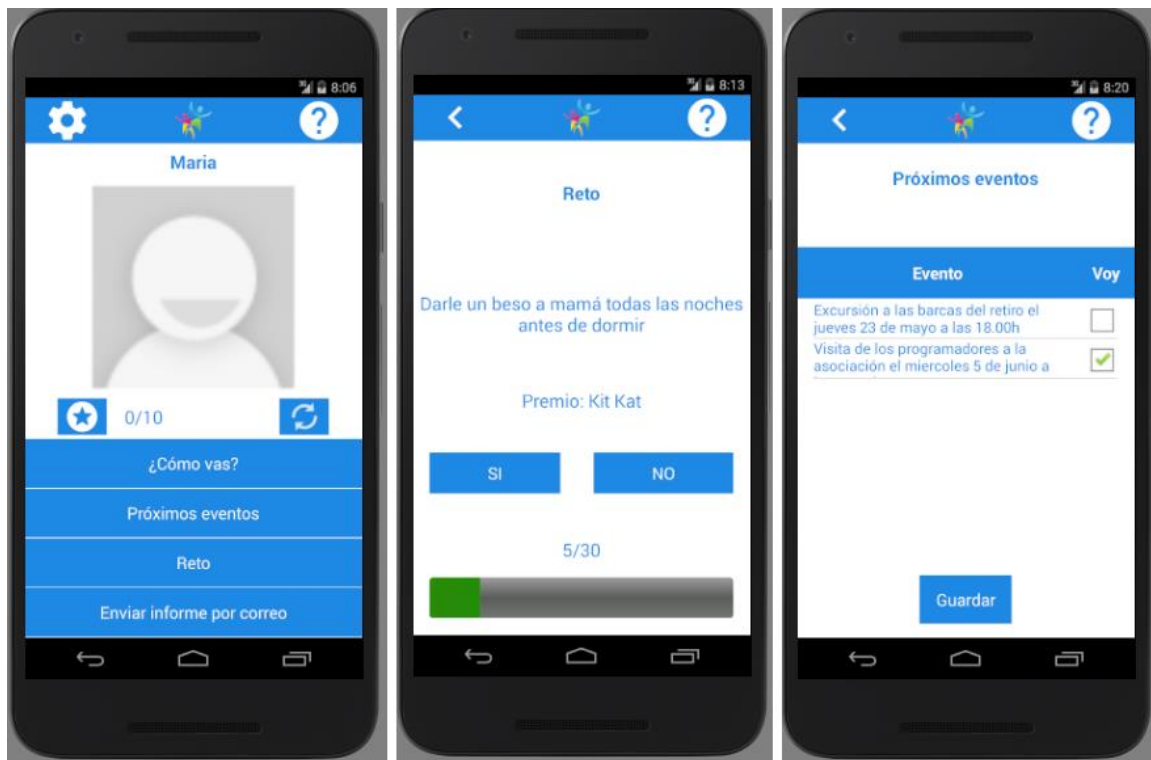 8:06
Maria
0/10
¿Cómo vas?
Próximos eventos
Reto
Enviar informe por correo
8:13
Reto
Darle un beso a mamá todas las noches
antes de dormir
Premio: Kit Kat
SI
NO
5/30
8:20
Próximos eventos
Evento
Voy
Excursión a las barcas del retiro el
jueves 23 de mayo a las 18.00h
Visita de los programadores a la
asociación el miercoles 5 de junio a
Guardar